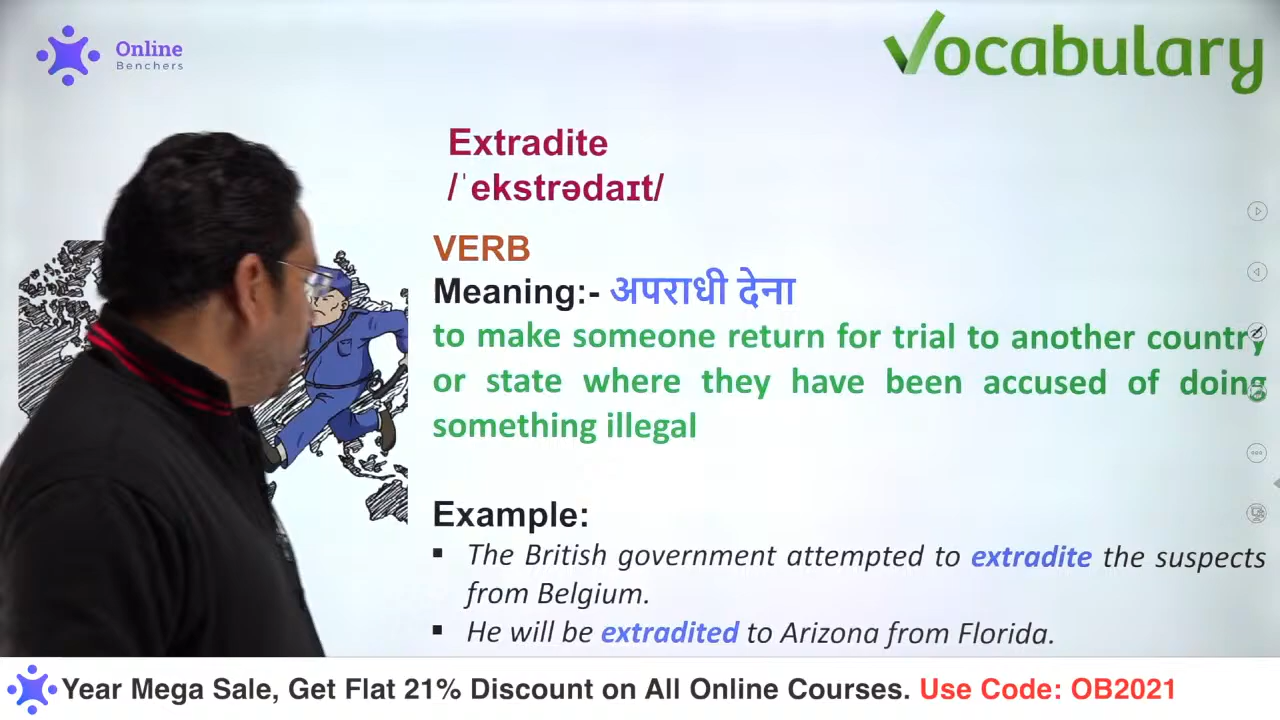 Online
Benchers
Vocabulary
Extradite
/ˈekstrədaɪt/
VERB
Meaning:- अपराधी देना
to make someone return for trial to another country
or state where they have been accused of doing
something illegal
Example:
▪ The British government attempted to extradite the suspects
from Belgium.
▪ He will be extradited to Arizona from Florida.
Year Mega Sale, Get Flat 21% Discount on All Online Courses. Use Code: OB2021